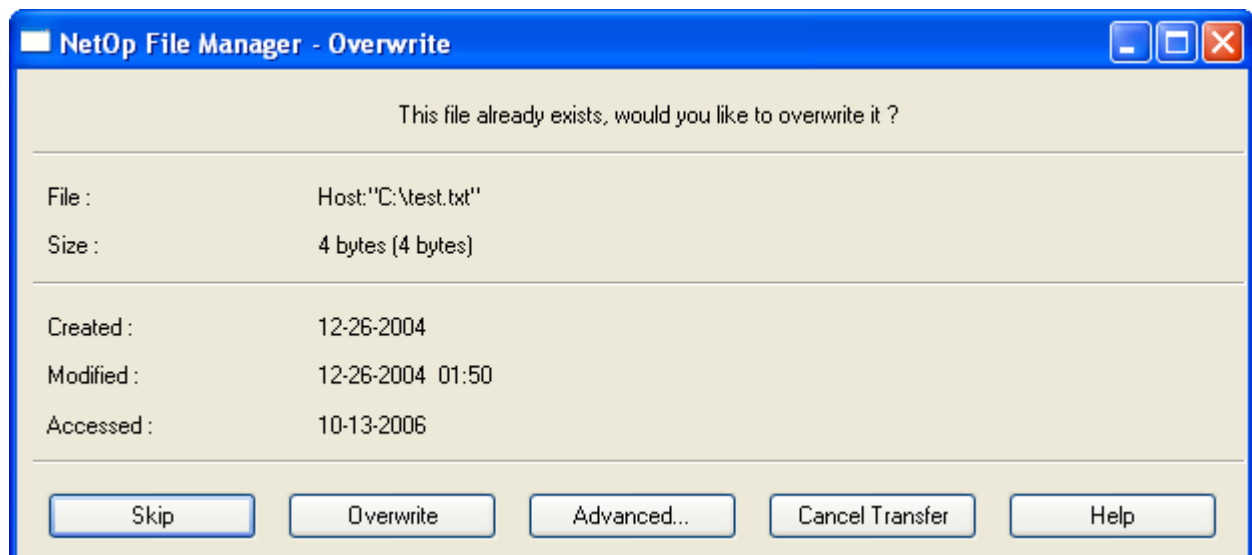 NetOp File Manager - Overwrite
This file already exists, would you like to overwrite it ?
File : Host:"C:\test.txt"
Size : 4 bytes (4 bytes)
Created : 12-26-2004
Modified : 12-26-2004 01:50
Accessed : 10-13-2006
Skip Overwrite Advanced... Cancel Transfer Help